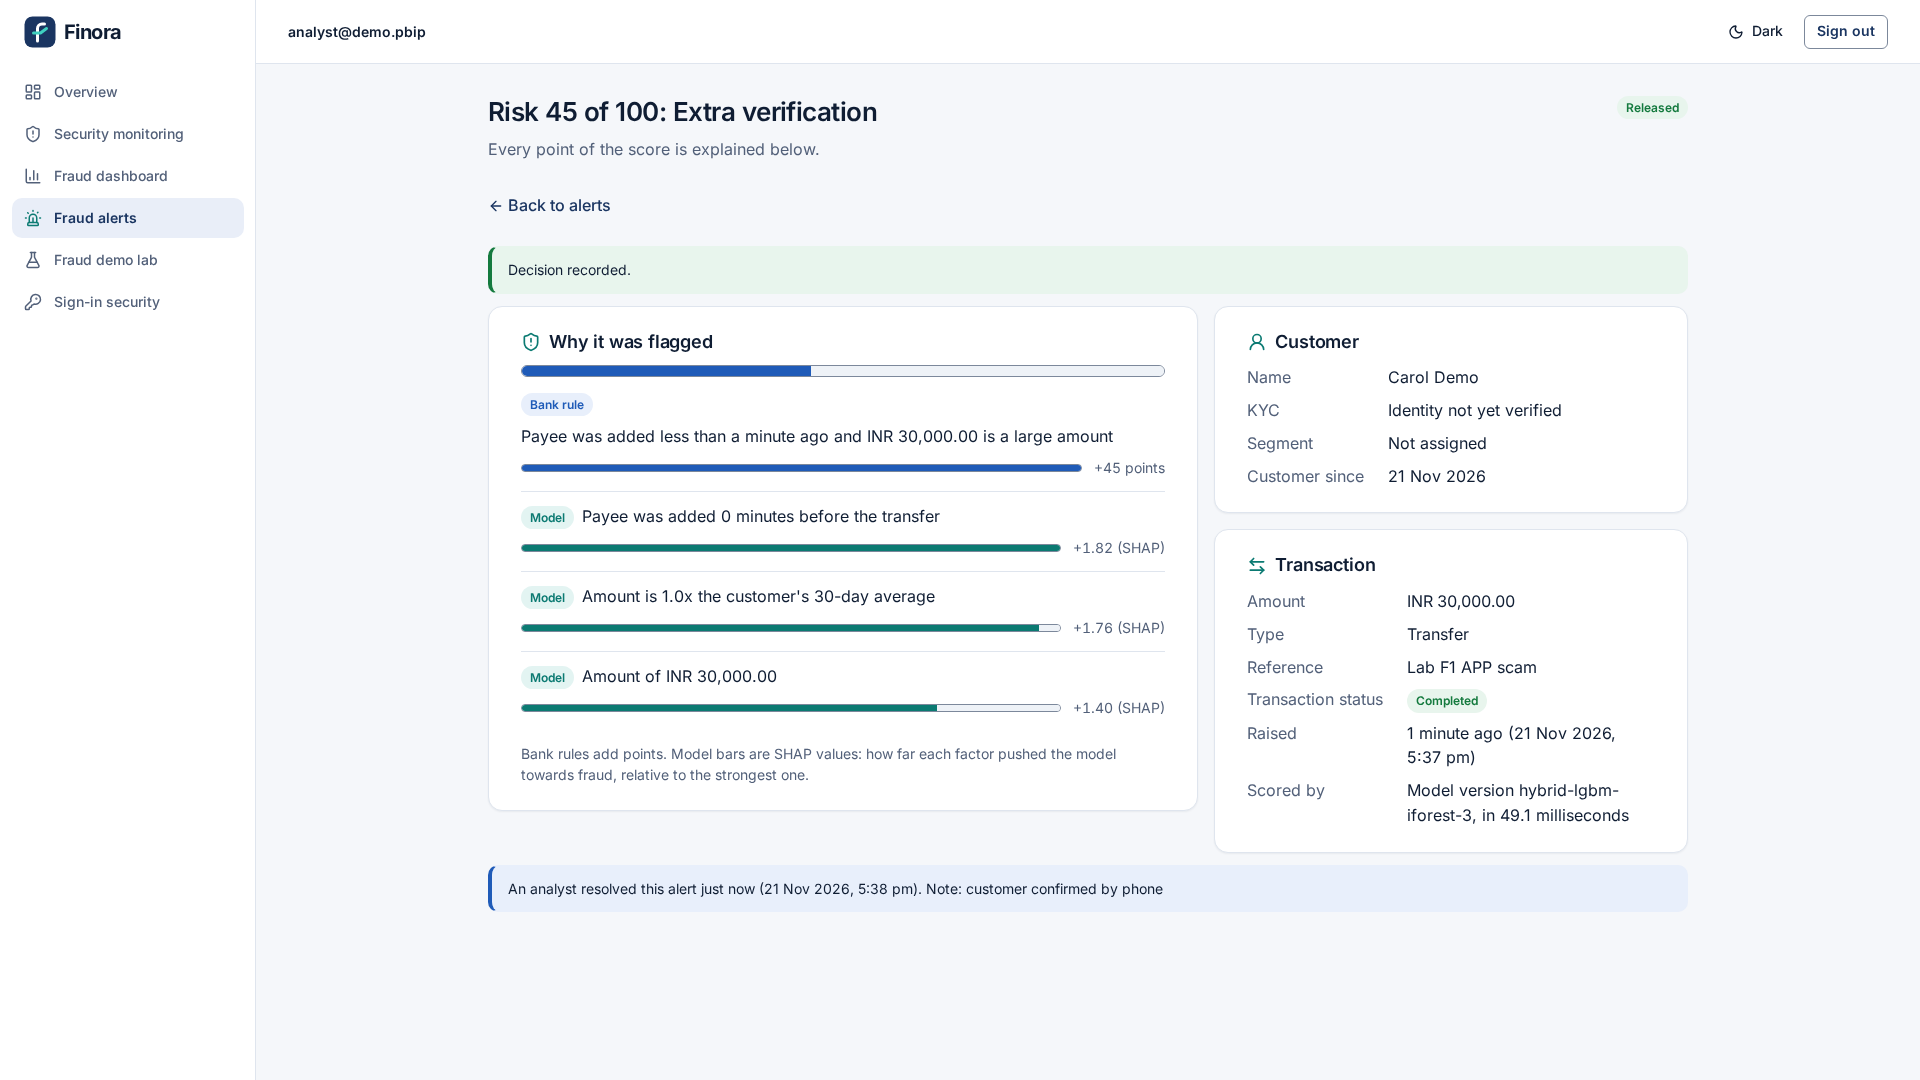 Finora
Overview
Security monitoring
Fraud dashboard
Fraud alerts
Fraud demo lab
Sign-in security
analyst@demo.pbip
Dark
Sign out
Risk 45 of 100: Extra verification
Released
Every point of the score is explained below.
← Back to alerts
Decision recorded.
Why it was flagged
Bank rule
Payee was added less than a minute ago and INR 30,000.00 is a large amount
+45 points
Model Payee was added 0 minutes before the transfer
+1.82 (SHAP)
Model Amount is 1.0x the customer's 30-day average
+1.76 (SHAP)
Model Amount of INR 30,000.00
+1.40 (SHAP)
Bank rules add points. Model bars are SHAP values: how far each factor pushed the model
towards fraud, relative to the strongest one.
Customer
Name Carol Demo
KYC Identity not yet verified
Segment Not assigned
Customer since 21 Nov 2026
Transaction
Amount INR 30,000.00
Type Transfer
Reference Lab F1 APP scam
Transaction status Completed
Raised 1 minute ago (21 Nov 2026,
5:37 pm)
Scored by Model version hybrid-lgbm-
iforest-3, in 49.1 milliseconds
An analyst resolved this alert just now (21 Nov 2026, 5:38 pm). Note: customer confirmed by phone